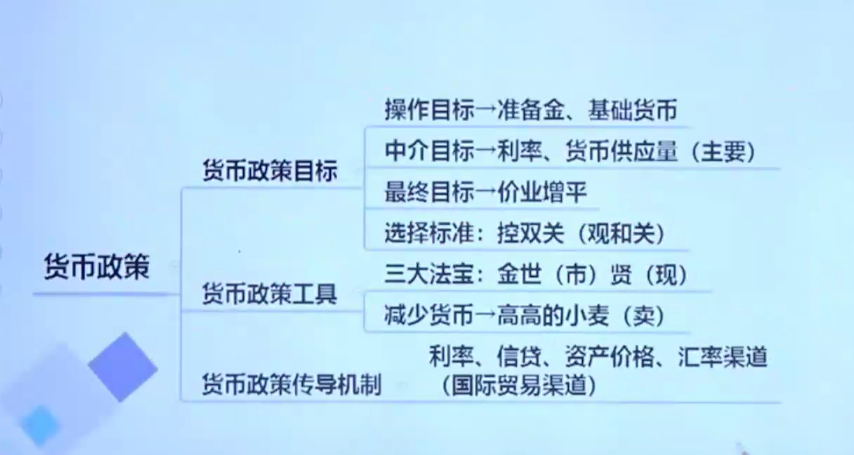 操作目标→准备金、基础货币
中介目标→利率、货币供应量（主要）
货币政策目标
最终目标→价业增平
选择标准：控双关（观和关）
货币政策
三大法宝：金世（市）贤（现）
货币政策工具
减少货币→高高的小麦（卖）
利率、信贷、资产价格、汇率渠道
货币政策传导机制
（国际贸易渠道）